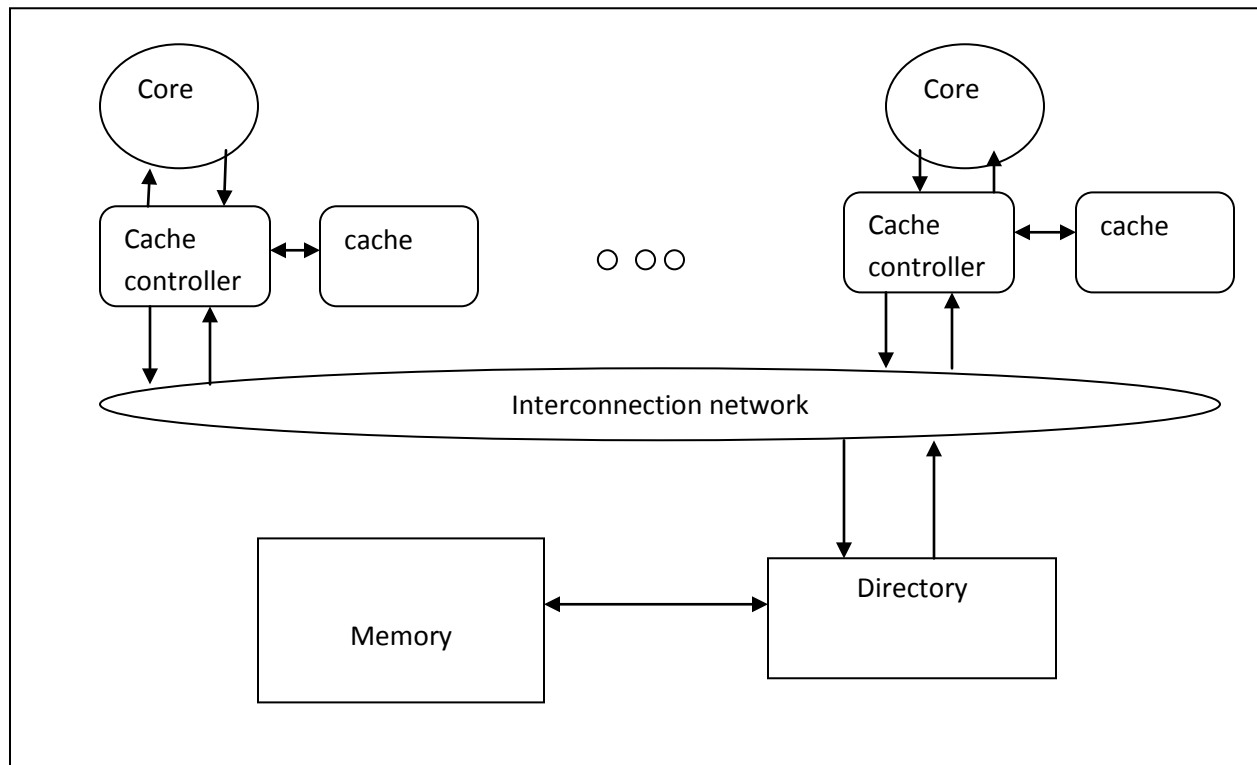 Core
Core
Cache
controller
cache
Cache
controller
cache
Interconnection network
Memory
Directory